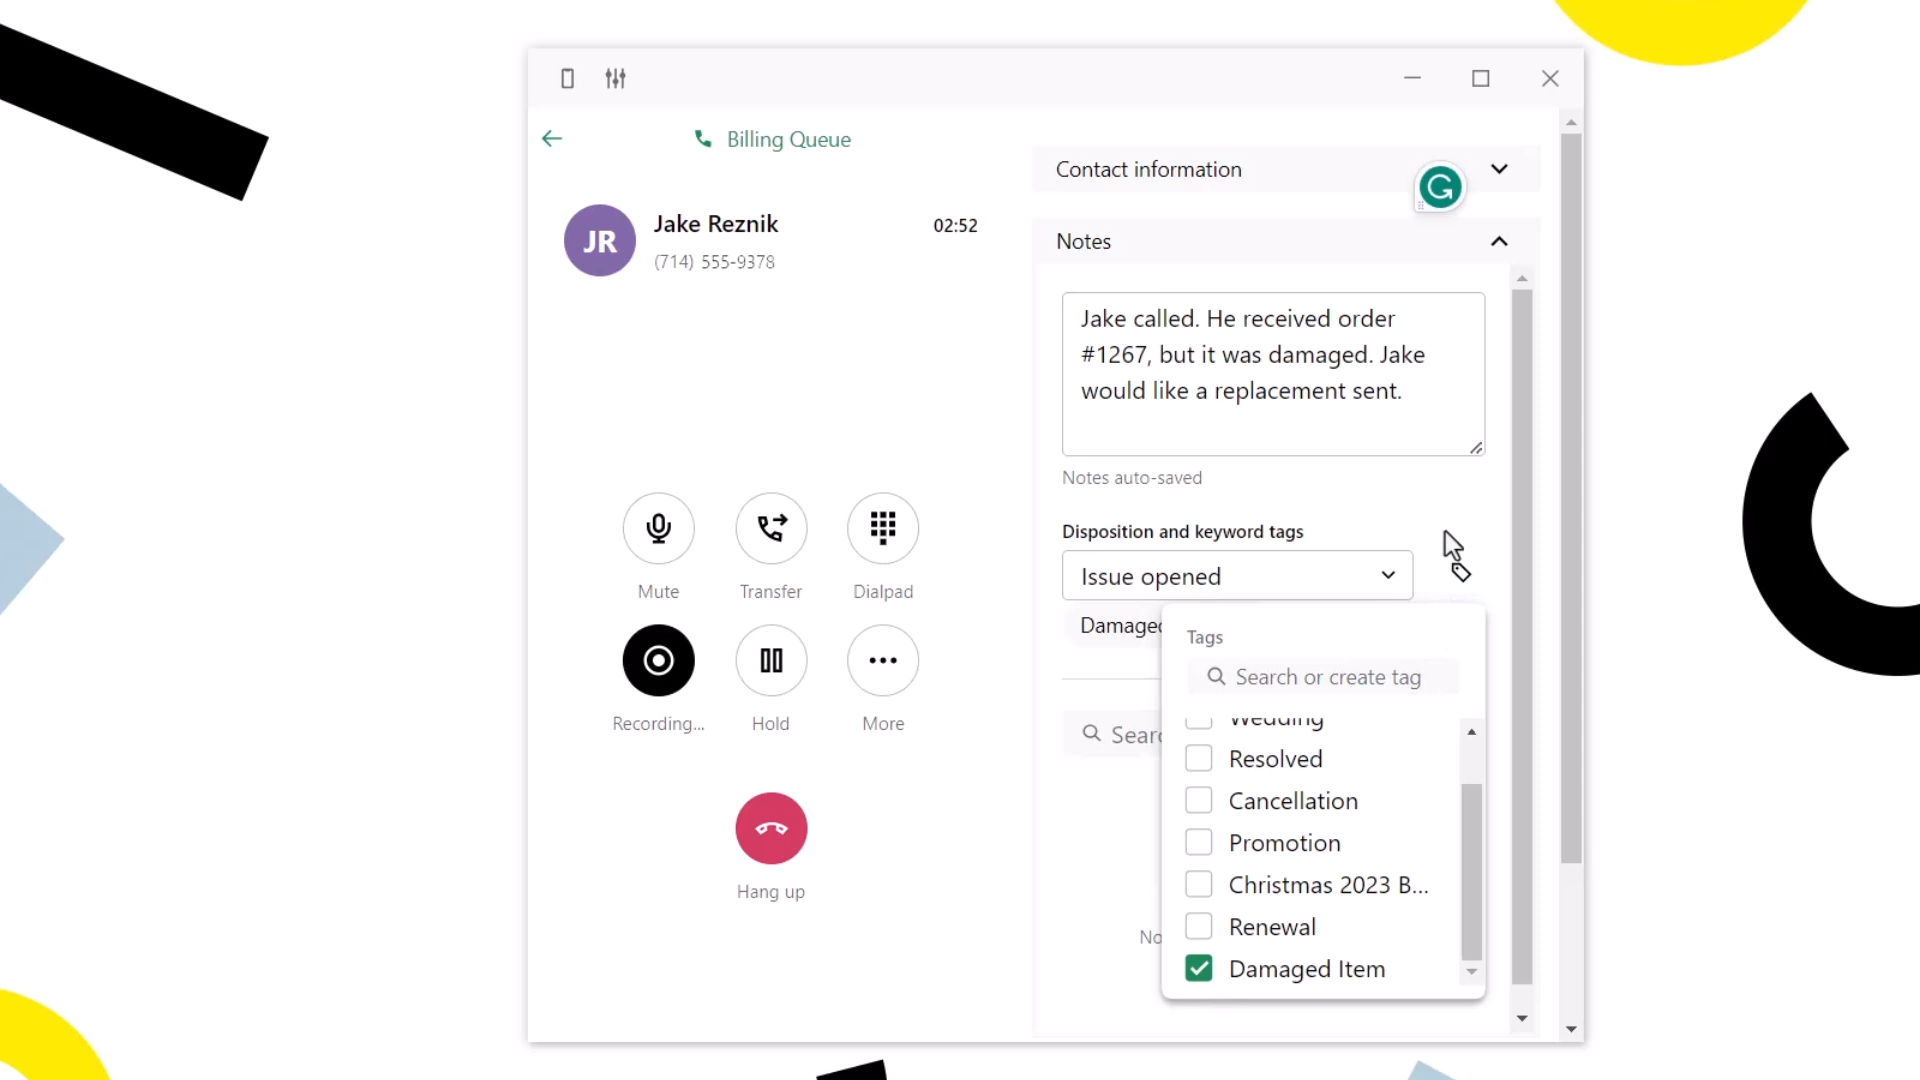 Billing Queue
JR
Jake Reznik
02:52
(714) 555-9378
Mute
Transfer
Dialpad
Recording...
Hold
More
Hang up
Contact information
Notes
Jake called. He received order
#1267, but it was damaged. Jake
would like a replacement sent.
Notes auto-saved
Disposition and keyword tags
Issue opened
Damaged
Tags
Search or create tag
Wedding
Resolved
Cancellation
Promotion
Christmas 2023 B...
Renewal
Damaged Item